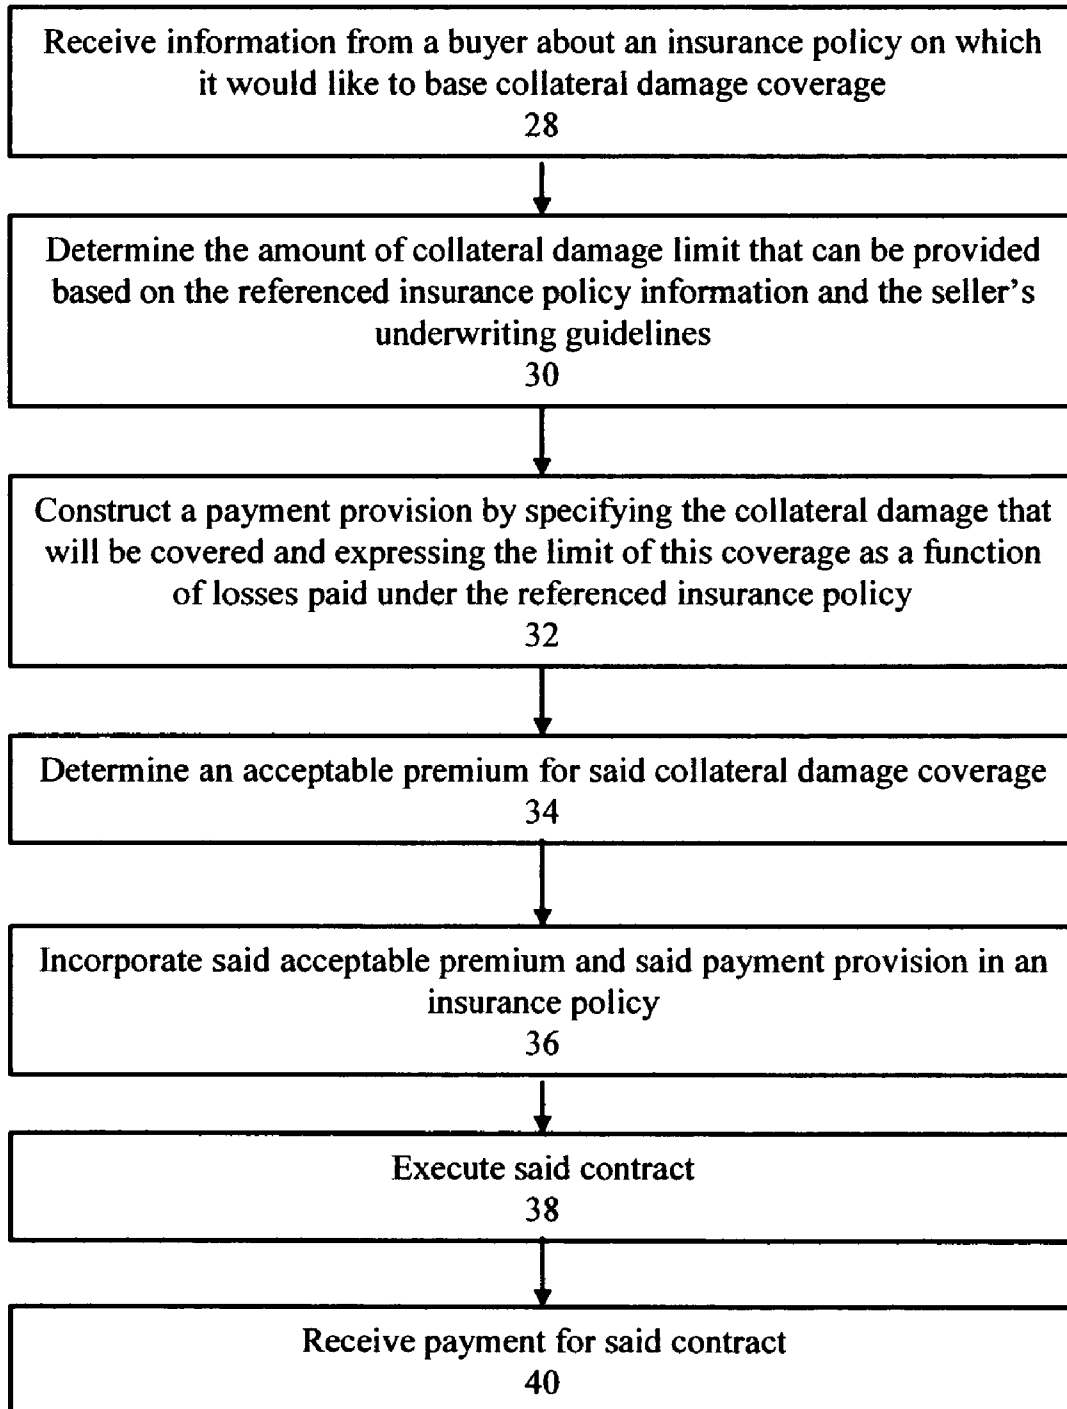 Receive information from a buyer about an insurance policy on which
it would like to base collateral damage coverage
28
Determine the amount of collateral damage limit that can be provided
based on the referenced insurance policy information and the seller's
underwriting guidelines
30
Construct a payment provision by specifying the collateral damage that
will be covered and expressing the limit of this coverage as a function
of losses paid under the referenced insurance policy
32
Determine an acceptable premium for said collateral damage coverage
34
Incorporate said acceptable premium and said payment provision in an
insurance policy
36
Execute said contract
38
Receive payment for said contract
40